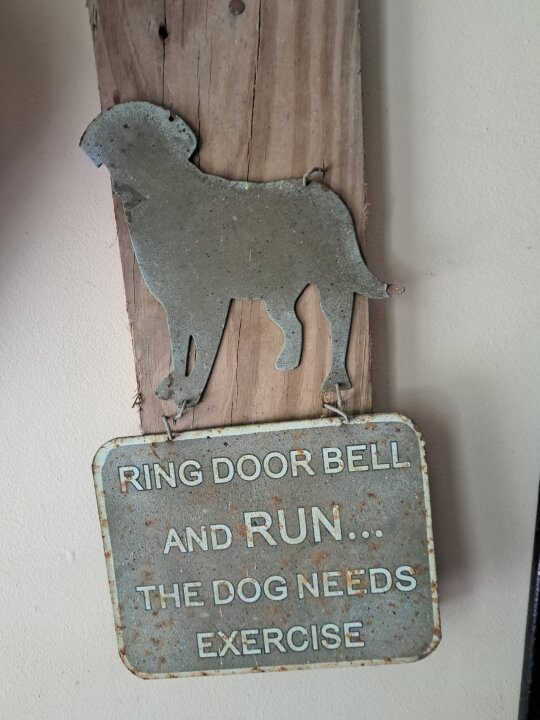 RING DOOR BELL
AND RUN...
THE DOG NEEDS
EXERCISE